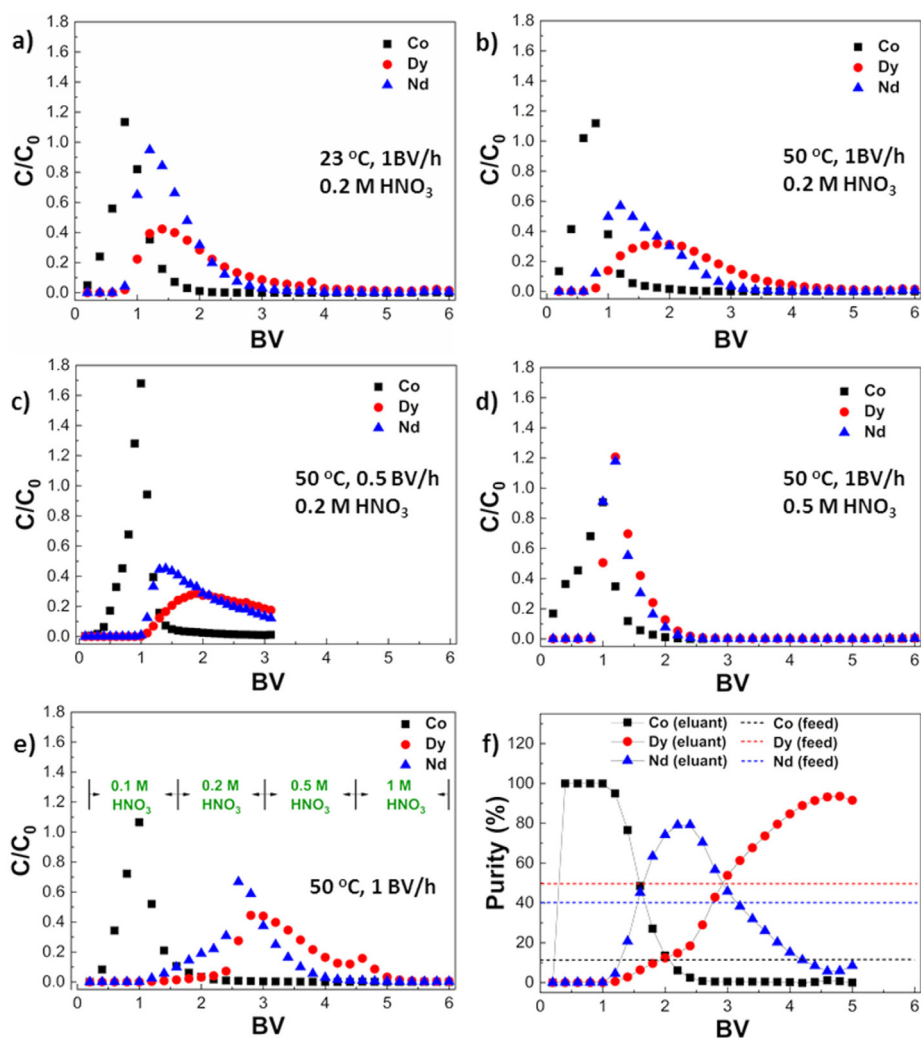 a)
1.8
1.6
1.4
1.2
1.0
0.8
0.6
0.4
0.2
0.0
C/C₀
Co
Dy
Nd
23 °C, 1BV/h
0.2 M HNO₃
0 1 2 3 4 5 6
BV
b)
1.8
1.6
1.4
1.2
1.0
0.8
0.6
0.4
0.2
0.0
C/C₀
Co
Dy
Nd
50 °C, 1BV/h
0.2 M HNO₃
0 1 2 3 4 5 6
BV
c)
1.8
1.6
1.4
1.2
1.0
0.8
0.6
0.4
0.2
0.0
C/C₀
Co
Dy
Nd
50 °C, 0.5 BV/h
0.2 M HNO₃
0 1 2 3 4 5 6
BV
d)
1.8
1.6
1.4
1.2
1.0
0.8
0.6
0.4
0.2
0.0
C/C₀
Co
Dy
Nd
50 °C, 1BV/h
0.5 M HNO₃
0 1 2 3 4 5 6
BV
e)
1.8
1.6
1.4
1.2
1.0
0.8
0.6
0.4
0.2
0.0
C/C₀
Co
Dy
Nd
0.1 M 0.2 M 0.5 M 1 M
HNO₃ HNO₃ HNO₃ HNO₃
50 °C, 1 BV/h
0 1 2 3 4 5 6
BV
f)
120
100
80
60
40
20
0
Purity (%)
Co (eluant) Co (feed)
Dy (eluant) Dy (feed)
Nd (eluant) Nd (feed)
0 1 2 3 4 5 6
BV